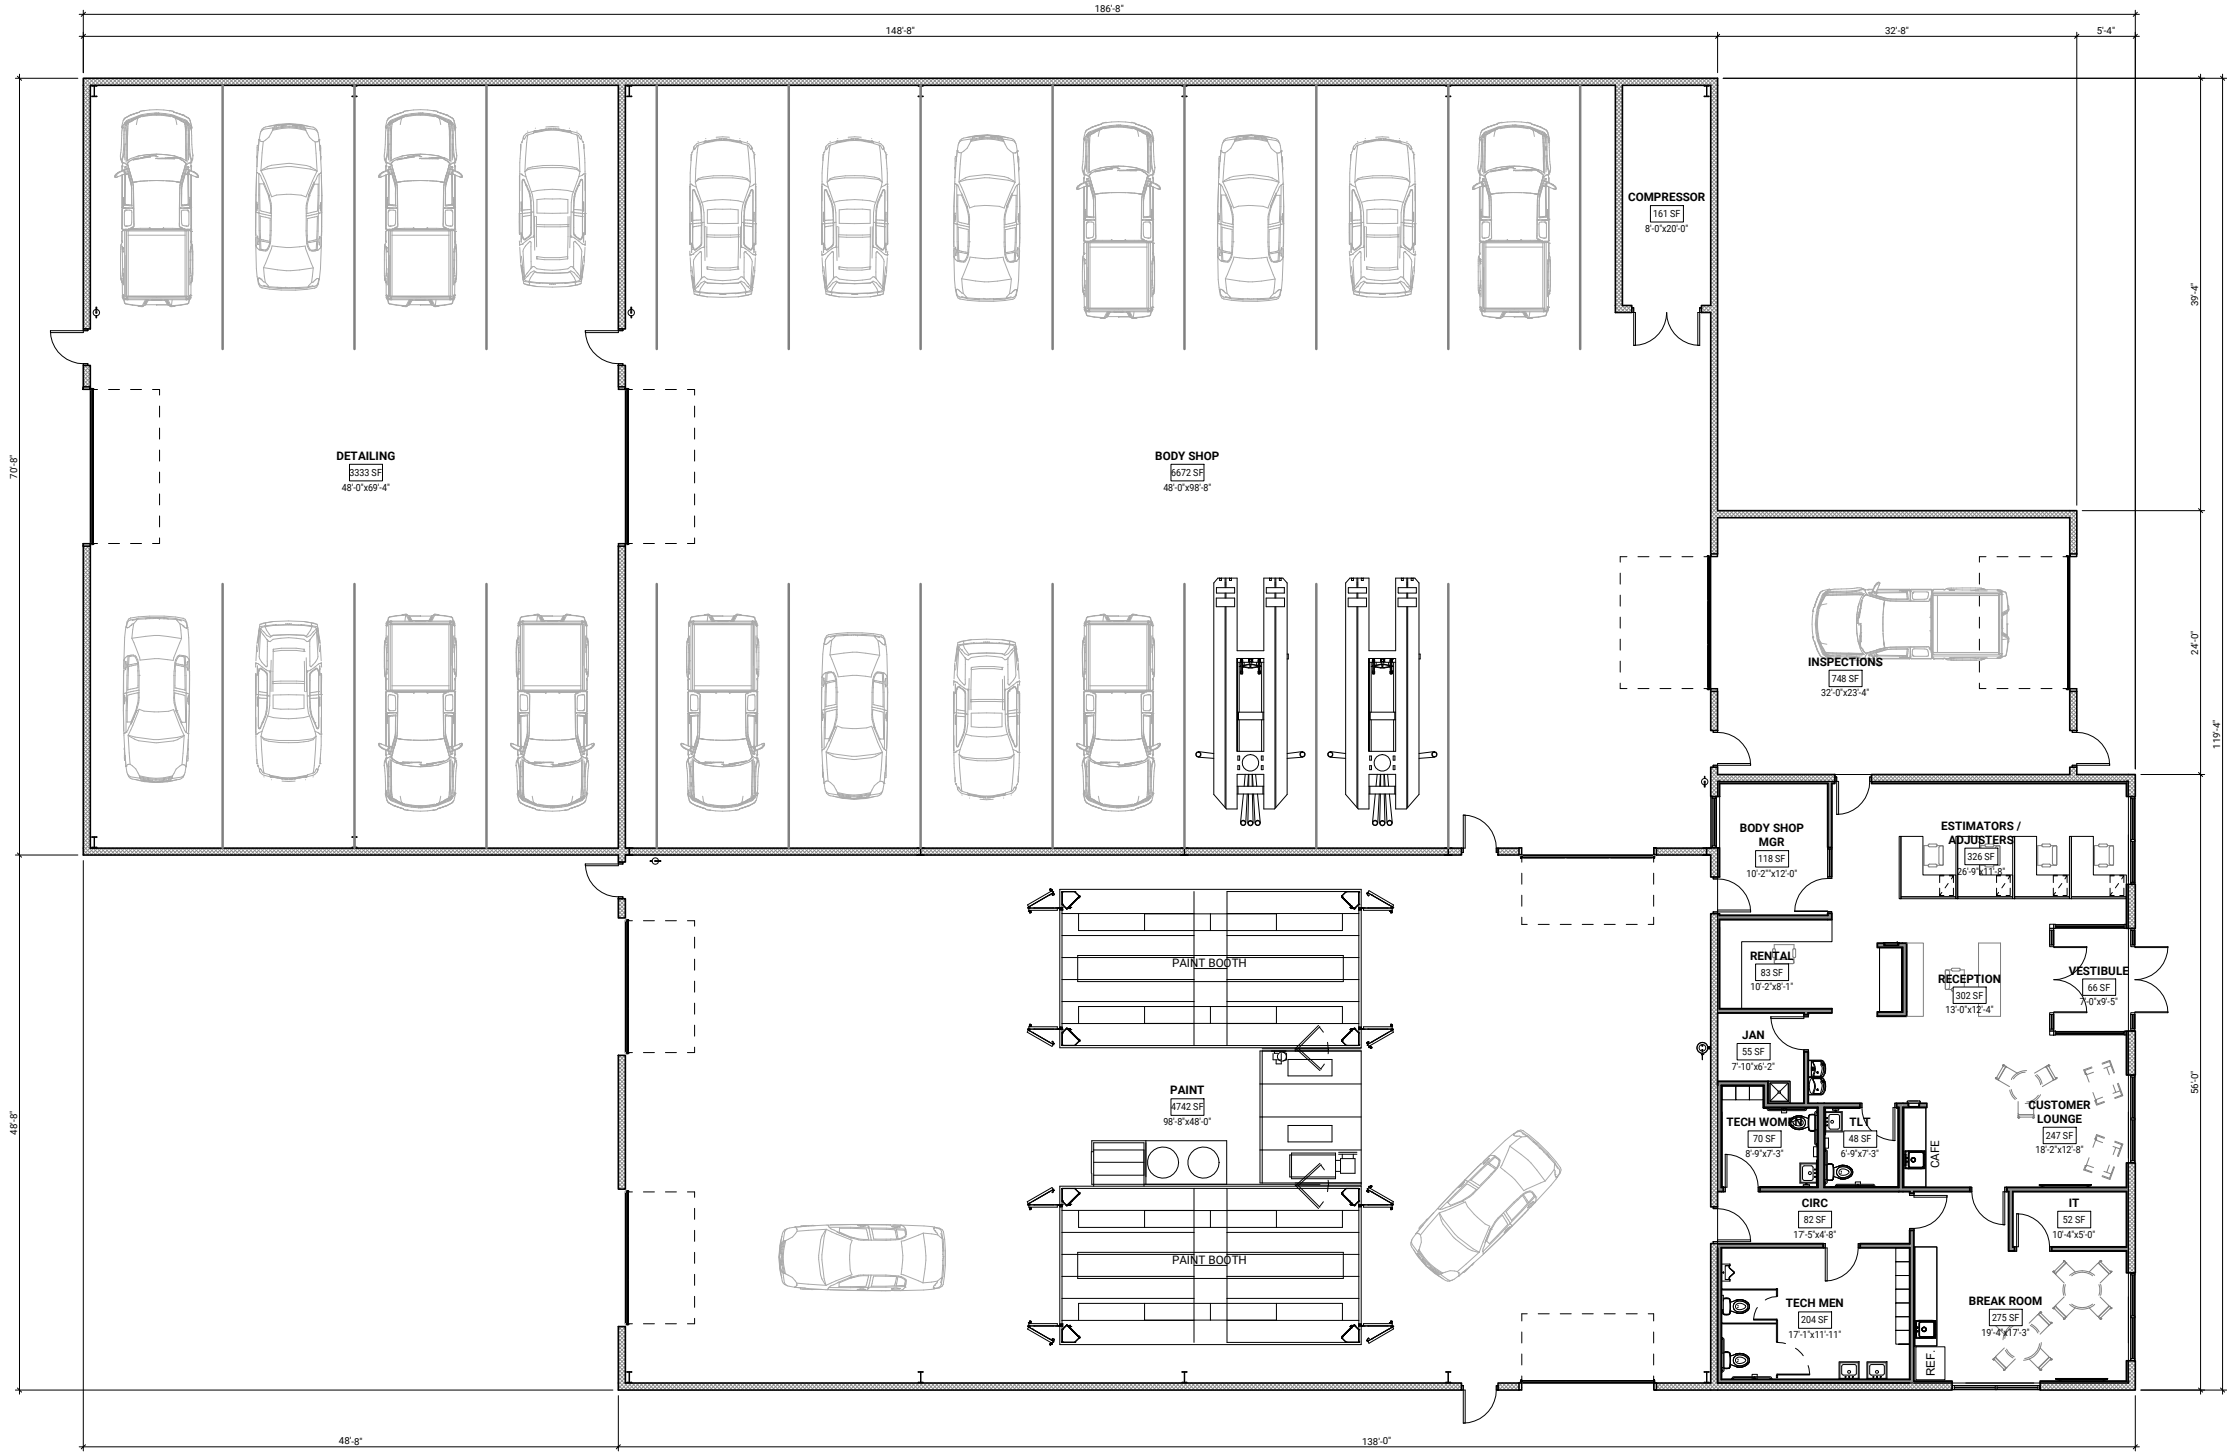 186'-8"
148'-8"
32'-8"
5'-4"
COMPRESSOR
161 SF
8'-0"x20'-0"
39'-4"
70'-8"
DETAILING
3333 SF
48'-0"x69'-4"
BODY SHOP
6672 SF
48'-0"x98'-8"
24'-0"
INSPECTIONS
748 SF
32'-0"x23'-4"
119'-4"
BODY SHOP
MGR
118 SF
10'-2"x12'-0"
ESTIMATORS /
ADJUSTERS
326 SF
26'-9"x11'-8"
PAINT BOOTH
RENTAL
83 SF
10'-2"x8'-1"
RECEPTION
302 SF
13'-0"x12'-4"
VESTIBULE
66 SF
7'-0"x9'-5"
JAN
55 SF
7'-10"x6'-2"
PAINT
4742 SF
98'-8"x48'-0"
56'-0"
48'-8"
TECH WOMEN
70 SF
8'-9"x7'-3"
TLT
48 SF
6'-9"x7'-3"
CAFE
CUSTOMER
LOUNGE
247 SF
18'-2"x12'-8"
CIRC
82 SF
17'-5"x4'-8"
IT
52 SF
10'-4"x5'-0"
PAINT BOOTH
TECH MEN
204 SF
17'-1"x11'-11"
BREAK ROOM
275 SF
19'-4"x17'-3"
REF.
48'-8"
138'-0"